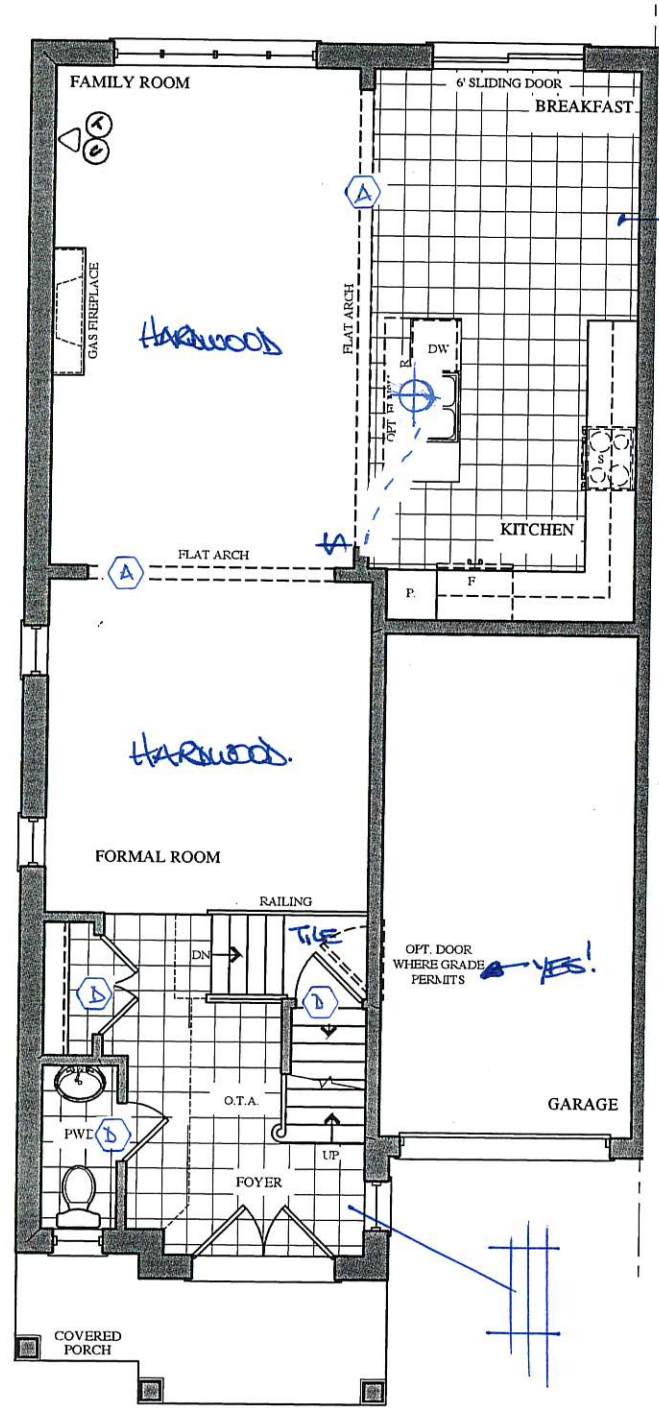 FAMILY ROOM
6' SLIDING DOOR
BREAKFAST
T
C
A
GAS FIREPLACE
HARDWOOD
FLAT ARCH
DW
R
S
KITCHEN
FLAT ARCH
A
F
P.
HARDWOOD.
FORMAL ROOM
RAILING
TILE
DN
D
D
OPT. DOOR
WHERE GRADE
PERMITS
YES!
O.T.A.
PWD
D
GARAGE
UP
FOYER
COVERED
PORCH